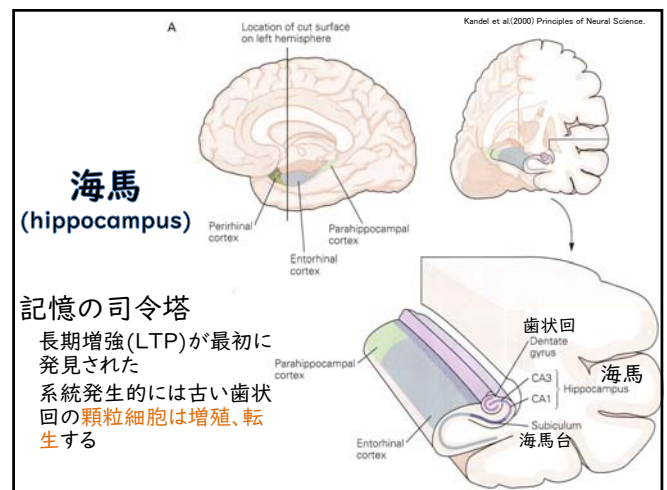 A
Location of cut surface
on left hemisphere
Kandel et al.(2000) Principles of Neural Science.
海馬
(hippocampus)
Perirhinal
cortex
Entorhinal
cortex
Parahippocampal
cortex
記憶の司令塔
長期増強(LTP)が最初に
発見された
系統発生的には古い歯状
回の顆粒細胞は増殖、転
生する
歯状回
Dentate
gyrus
Parahippocampal
cortex
海馬
CA3
Hippocampus
CA1
Subiculum
海馬台
Entorhinal
cortex